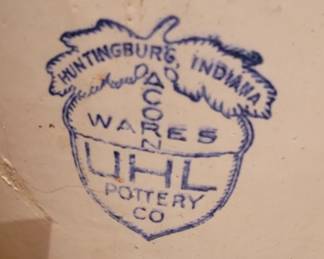 HUNTINGBURG, INDIANA
ACORN
WARES
UHL
POTTERY
CO